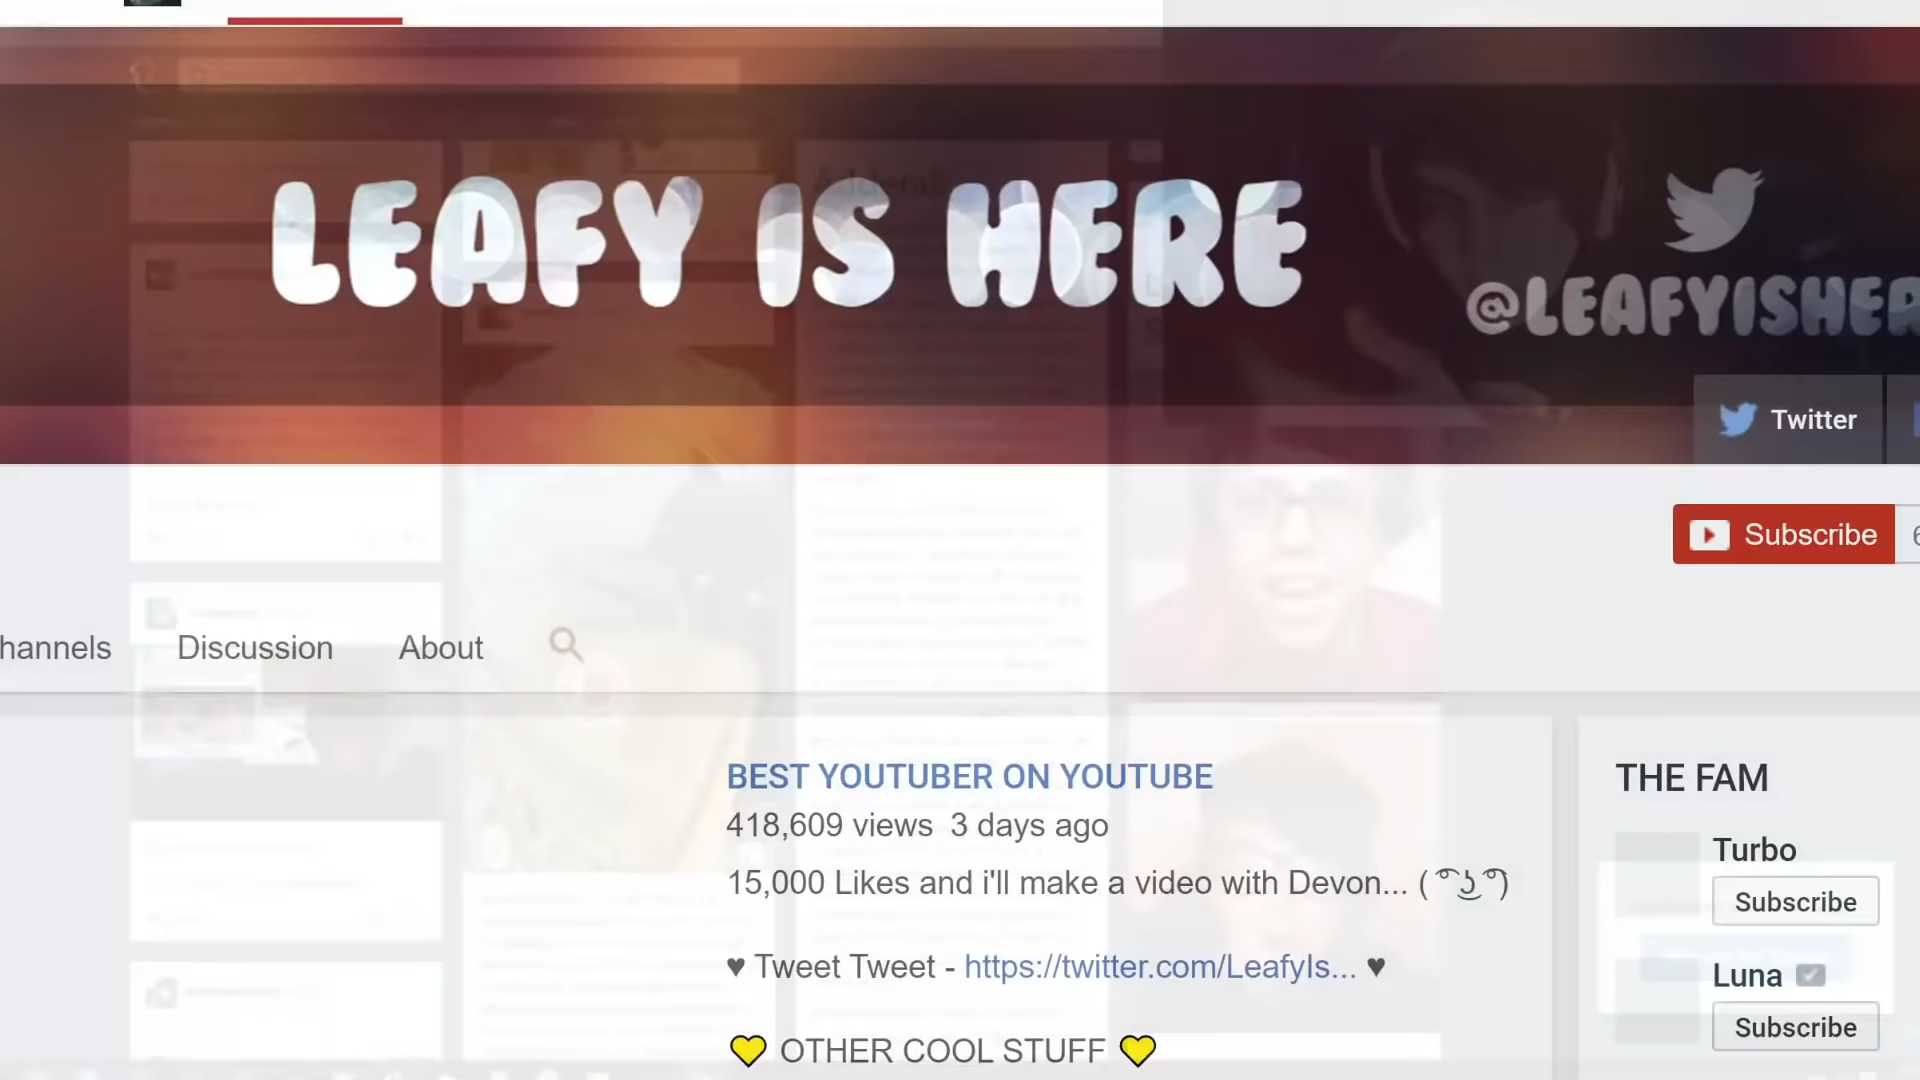 LEAFY IS HERE
@LEAFYISHER
Twitter
Subscribe 6
hannels Discussion About
BEST YOUTUBER ON YOUTUBE
418,609 views 3 days ago
15,000 Likes and i'll make a video with Devon... ( ͡° ͜ʖ ͡°)
♥ Tweet Tweet - https://twitter.com/LeafyIs... ♥
💛 OTHER COOL STUFF 💛
THE FAM
Turbo
Subscribe
Luna
Subscribe